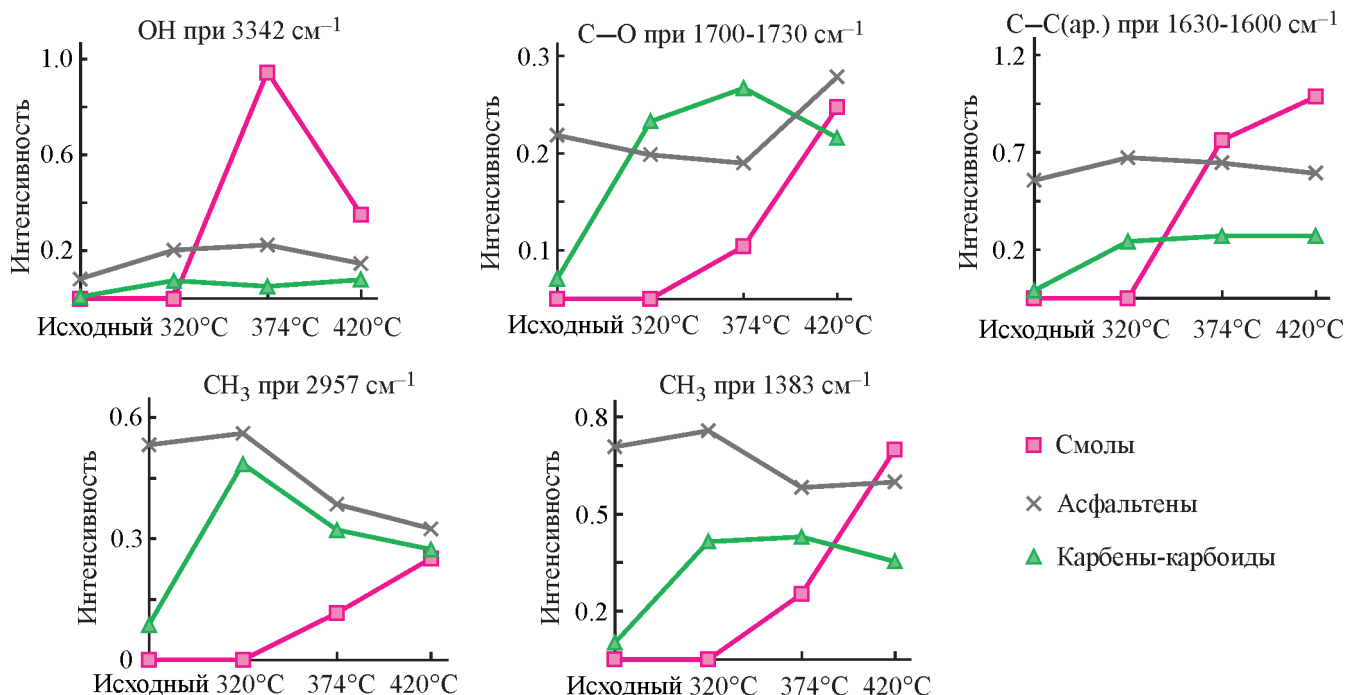 OH при 3342 см⁻¹
Интенсивность
1.0
0.6
0.2
Исходный 320°C 374°C 420°C
C—O при 1700-1730 см⁻¹
Интенсивность
0.3
0.2
0.1
Исходный 320°C 374°C 420°C
C—C(ар.) при 1630-1600 см⁻¹
Интенсивность
1.2
0.7
0.2
Исходный 320°C 374°C 420°C
CH₃ при 2957 см⁻¹
Интенсивность
0.6
0.3
0
Исходный 320°C 374°C 420°C
CH₃ при 1383 см⁻¹
Интенсивность
0.8
0.5
0.2
Исходный 320°C 374°C 420°C
Смолы
Асфальтены
Карбены-карбоиды